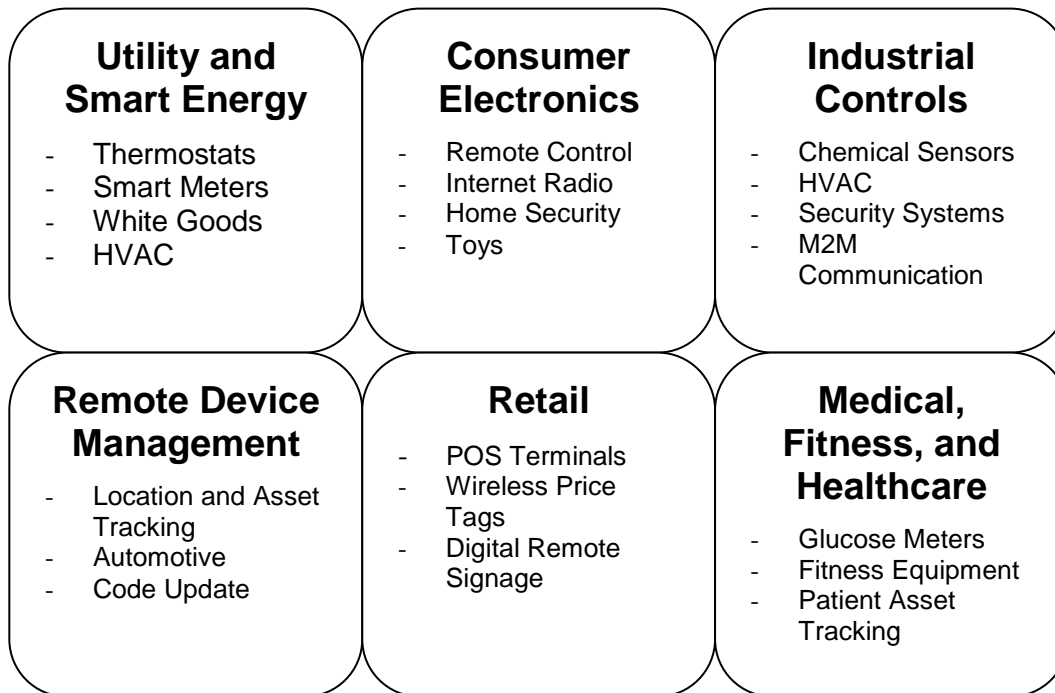 Utility and
Smart Energy
- Thermostats
- Smart Meters
- White Goods
- HVAC
Consumer
Electronics
- Remote Control
- Internet Radio
- Home Security
- Toys
Industrial
Controls
- Chemical Sensors
- HVAC
- Security Systems
- M2M
Communication
Remote Device
Management
- Location and Asset
Tracking
- Automotive
- Code Update
Retail
- POS Terminals
- Wireless Price
Tags
- Digital Remote
Signage
Medical,
Fitness, and
Healthcare
- Glucose Meters
- Fitness Equipment
- Patient Asset
Tracking